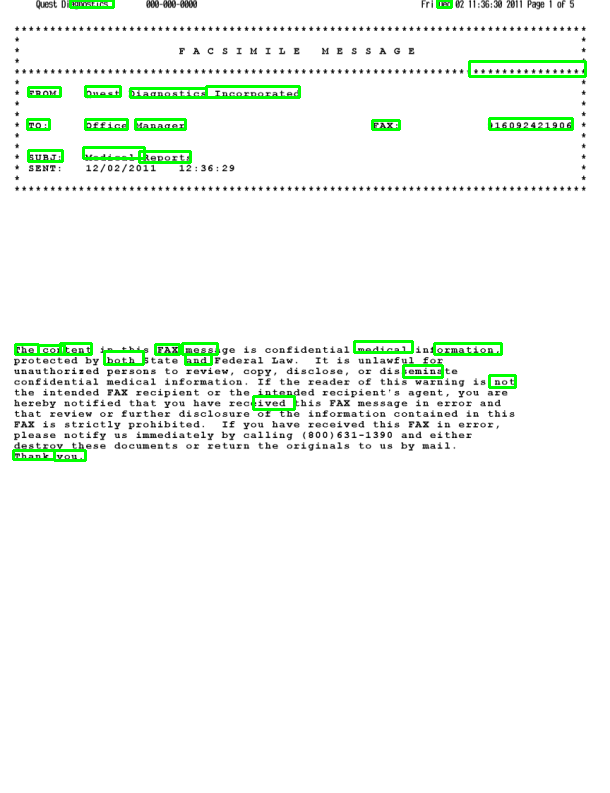 Quest Diagnostics 000-000-0000 Fri Dec 02 11:36:30 2011 Page 1 of 5
**********************************************************************
* *
* F A C S I M I L E M E S S A G E *
* *
**********************************************************************
* *
* FROM: Quest Diagnostics Incorporated *
* *
* TO: Office Manager FAX: 916092421906 *
* *
* SUBJ: Medical Reports *
* SENT: 12/02/2011 12:36:29 *
* *
**********************************************************************
The content in this FAX message is confidential medical information,
protected by both State and Federal Law. It is unlawful for
unauthorized persons to review, copy, disclose, or disseminate
confidential medical information. If the reader of this warning is not
the intended FAX recipient or the intended recipient's agent, you are
hereby notified that you have received this FAX message in error and
that review or further disclosure of the information contained in this
FAX is strictly prohibited. If you have received this FAX in error,
please notify us immediately by calling (800)631-1390 and either
destroy these documents or return the originals to us by mail.
Thank you.